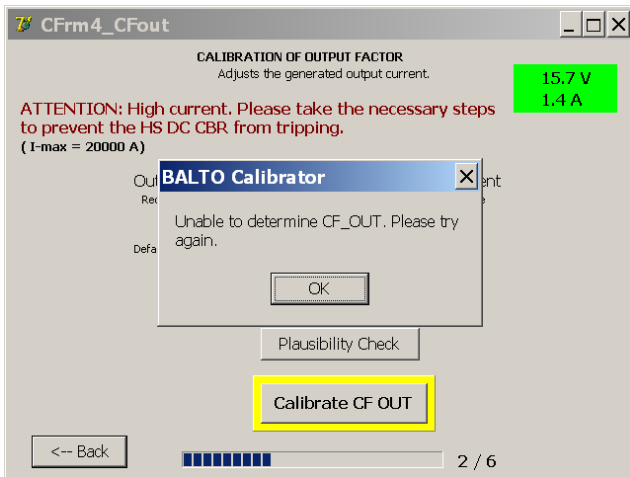 CFrm4_CFout
CALIBRATION OF OUTPUT FACTOR
Adjusts the generated output current.
15.7 V
1.4 A
ATTENTION: High current. Please take the necessary steps
to prevent the HS DC CBR from tripping.
( I-max = 20000 A)
BALTO Calibrator
Unable to determine CF_OUT. Please try
again.
OK
Plausibility Check
Calibrate CF OUT
<-- Back
2 / 6